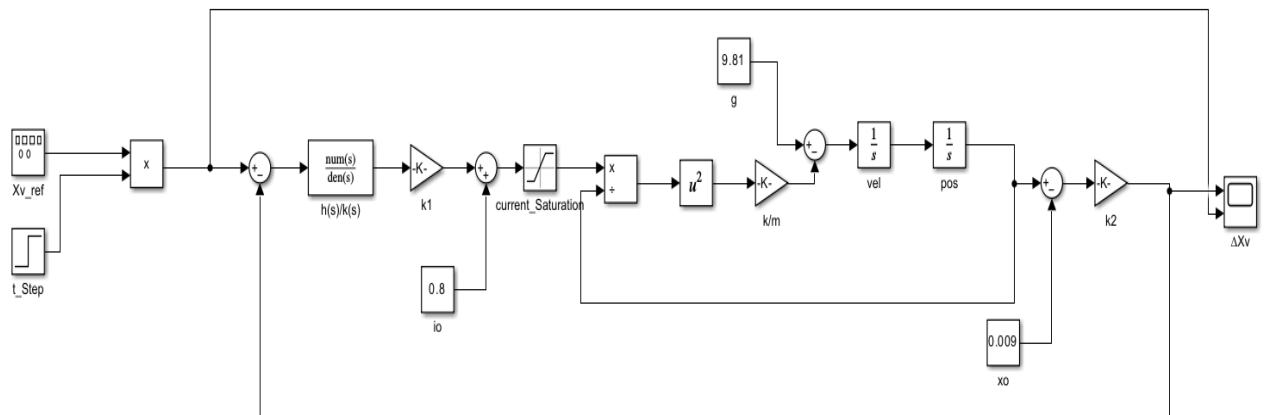 9.81
g
Xv_ref
x
+
−
num(s)
den(s)
h(s)/k(s)
-K-
k1
+
+
current_Saturation
x
÷
u²
-K-
k/m
+
−
1
s
vel
1
s
pos
+
−
-K-
k2
ΔXv
t_Step
0.8
io
0.009
xo